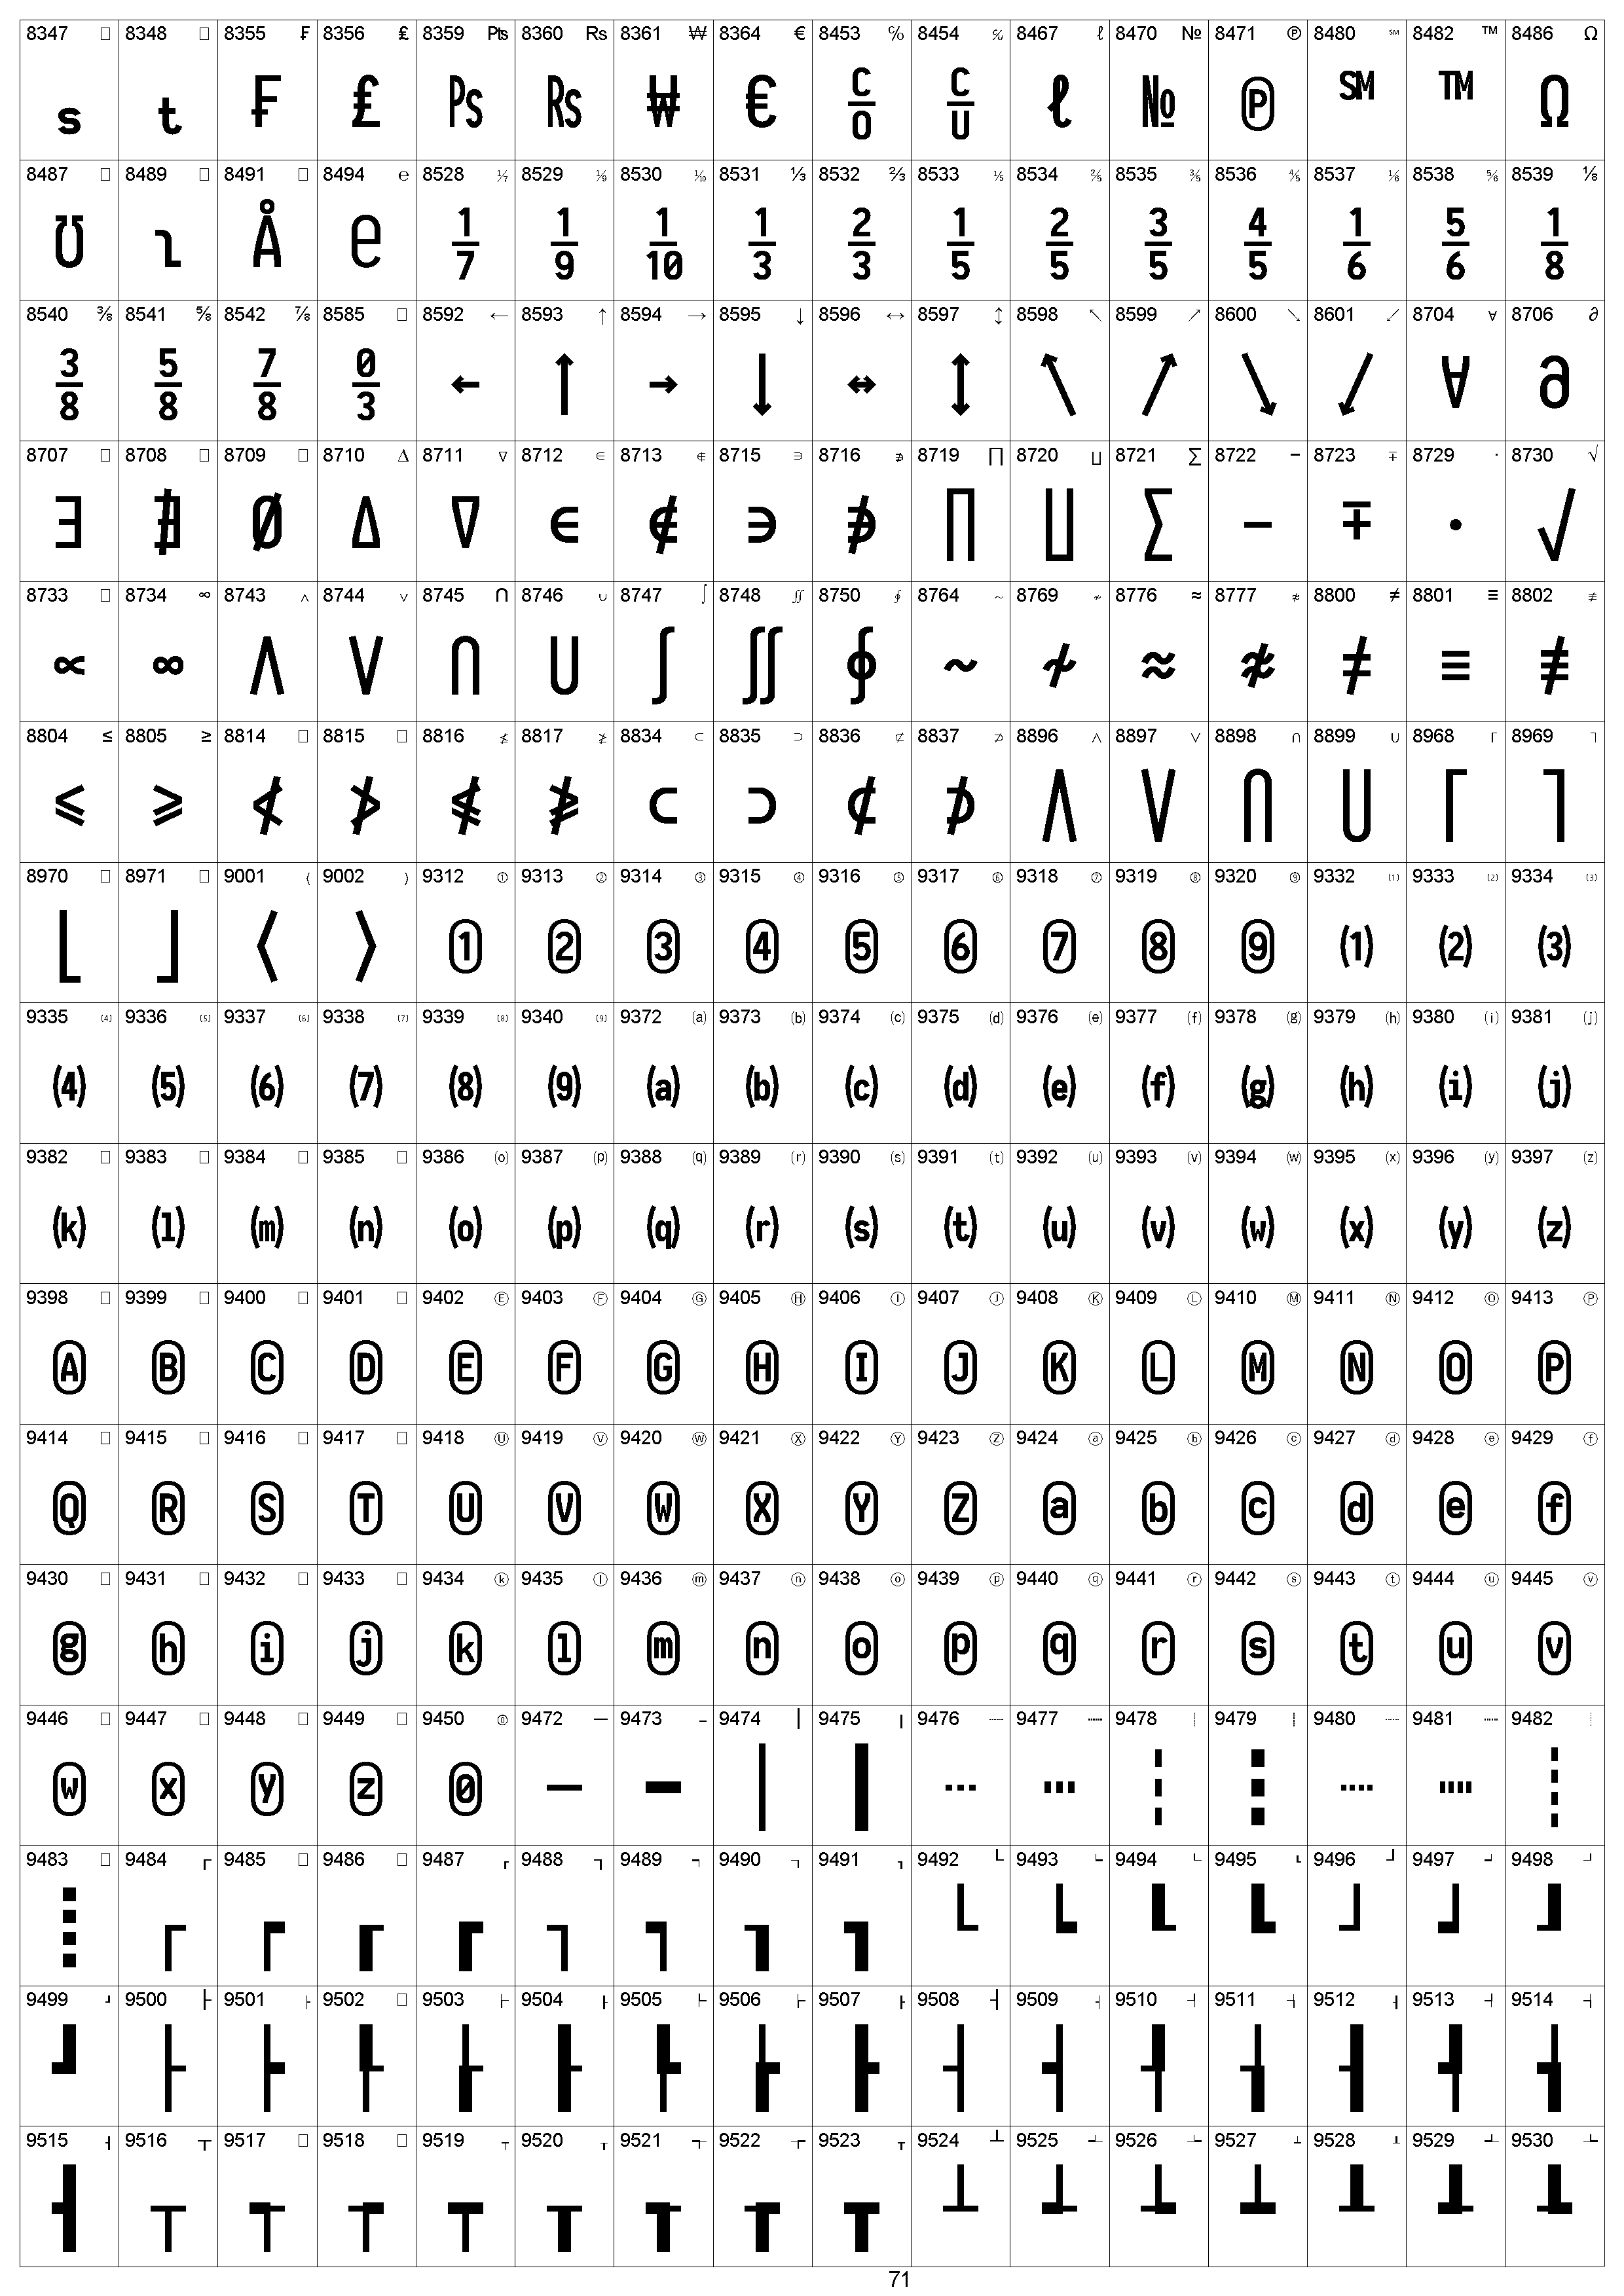 8347 □ 8348 □ 8355 ₣ 8356 ₤ 8359 ₧ 8360 ₨ 8361 ₩ 8364 € 8453 ℅ 8454 ℆ 8467 ℓ 8470 № 8471 ℗ 8480 ℠ 8482 ™ 8486 Ω
ₛ ₜ ₣ ₤ ₧ ₨ ₩ € ℅ ℆ ℓ № ℗ ℠ ™ Ω
8487 □ 8489 □ 8491 □ 8494 ℮ 8528 ⅐ 8529 ⅑ 8530 ⅒ 8531 ⅓ 8532 ⅔ 8533 ⅕ 8534 ⅖ 8535 ⅗ 8536 ⅘ 8537 ⅙ 8538 ⅚ 8539 ⅛
℧ ℩ Å ℮ ⅐ ⅑ ⅒ ⅓ ⅔ ⅕ ⅖ ⅗ ⅘ ⅙ ⅚ ⅛
8540 ⅜ 8541 ⅝ 8542 ⅞ 8585 □ 8592 ← 8593 ↑ 8594 → 8595 ↓ 8596 ↔ 8597 ↕ 8598 ↖ 8599 ↗ 8600 ↘ 8601 ↙ 8704 ∀ 8706 ∂
⅜ ⅝ ⅞ ↉ ← ↑ → ↓ ↔ ↕ ↖ ↗ ↘ ↙ ∀ ∂
8707 □ 8708 □ 8709 □ 8710 ∆ 8711 ∇ 8712 ∈ 8713 ∉ 8715 ∋ 8716 ∌ 8719 ∏ 8720 ∐ 8721 ∑ 8722 − 8723 ∓ 8729 ∙ 8730 √
∃ ∄ ∅ ∆ ∇ ∈ ∉ ∋ ∌ ∏ ∐ ∑ − ∓ ∙ √
8733 □ 8734 ∞ 8743 ∧ 8744 ∨ 8745 ∩ 8746 ∪ 8747 ∫ 8748 ∬ 8750 ∮ 8764 ∼ 8769 ≁ 8776 ≈ 8777 ≉ 8800 ≠ 8801 ≡ 8802 ≢
∝ ∞ ∧ ∨ ∩ ∪ ∫ ∬ ∮ ∼ ≁ ≈ ≉ ≠ ≡ ≢
8804 ≤ 8805 ≥ 8814 □ 8815 □ 8816 ≰ 8817 ≱ 8834 ⊂ 8835 ⊃ 8836 ⊄ 8837 ⊅ 8896 ⋀ 8897 ⋁ 8898 ⋂ 8899 ⋃ 8968 ⌈ 8969 ⌉
≤ ≥ ≮ ≯ ≰ ≱ ⊂ ⊃ ⊄ ⊅ ⋀ ⋁ ⋂ ⋃ ⌈ ⌉
8970 □ 8971 □ 9001 〈 9002 〉 9312 ① 9313 ② 9314 ③ 9315 ④ 9316 ⑤ 9317 ⑥ 9318 ⑦ 9319 ⑧ 9320 ⑨ 9332 ⑴ 9333 ⑵ 9334 ⑶
⌊ ⌋ 〈 〉 ① ② ③ ④ ⑤ ⑥ ⑦ ⑧ ⑨ ⑴ ⑵ ⑶
9335 ⑷ 9336 ⑸ 9337 ⑹ 9338 ⑺ 9339 ⑻ 9340 ⑼ 9372 ⒜ 9373 ⒝ 9374 ⒞ 9375 ⒟ 9376 ⒠ 9377 ⒡ 9378 ⒢ 9379 ⒣ 9380 ⒤ 9381 ⒥
⑷ ⑸ ⑹ ⑺ ⑻ ⑼ ⒜ ⒝ ⒞ ⒟ ⒠ ⒡ ⒢ ⒣ ⒤ ⒥
9382 □ 9383 □ 9384 □ 9385 □ 9386 ⒪ 9387 ⒫ 9388 ⒬ 9389 ⒭ 9390 ⒮ 9391 ⒯ 9392 ⒰ 9393 ⒱ 9394 ⒲ 9395 ⒳ 9396 ⒴ 9397 ⒵
⒦ ⒧ ⒨ ⒩ ⒪ ⒫ ⒬ ⒭ ⒮ ⒯ ⒰ ⒱ ⒲ ⒳ ⒴ ⒵
9398 □ 9399 □ 9400 □ 9401 □ 9402 Ⓔ 9403 Ⓕ 9404 Ⓖ 9405 Ⓗ 9406 Ⓘ 9407 Ⓙ 9408 Ⓚ 9409 Ⓛ 9410 Ⓜ 9411 Ⓝ 9412 Ⓞ 9413 Ⓟ
Ⓐ Ⓑ Ⓒ Ⓓ Ⓔ Ⓕ Ⓖ Ⓗ Ⓘ Ⓙ Ⓚ Ⓛ Ⓜ Ⓝ Ⓞ Ⓟ
9414 □ 9415 □ 9416 □ 9417 □ 9418 Ⓤ 9419 Ⓥ 9420 Ⓦ 9421 Ⓧ 9422 Ⓨ 9423 Ⓩ 9424 ⓐ 9425 ⓑ 9426 ⓒ 9427 ⓓ 9428 ⓔ 9429 ⓕ
Ⓠ Ⓡ Ⓢ Ⓣ Ⓤ Ⓥ Ⓦ Ⓧ Ⓨ Ⓩ ⓐ ⓑ ⓒ ⓓ ⓔ ⓕ
9430 □ 9431 □ 9432 □ 9433 □ 9434 ⓚ 9435 ⓛ 9436 ⓜ 9437 ⓝ 9438 ⓞ 9439 ⓟ 9440 ⓠ 9441 ⓡ 9442 ⓢ 9443 ⓣ 9444 ⓤ 9445 ⓥ
ⓖ ⓗ ⓘ ⓙ ⓚ ⓛ ⓜ ⓝ ⓞ ⓟ ⓠ ⓡ ⓢ ⓣ ⓤ ⓥ
9446 □ 9447 □ 9448 □ 9449 □ 9450 ⓪ 9472 ─ 9473 ━ 9474 │ 9475 ┃ 9476 ┄ 9477 ┅ 9478 ┆ 9479 ┇ 9480 ┈ 9481 ┉ 9482 ┊
ⓦ ⓧ ⓨ ⓩ ⓪ ─ ━ │ ┃ ┄ ┅ ┆ ┇ ┈ ┉ ┊
9483 □ 9484 ┌ 9485 □ 9486 □ 9487 ┏ 9488 ┐ 9489 ┑ 9490 ┒ 9491 ┓ 9492 └ 9493 ┕ 9494 ┖ 9495 ┗ 9496 ┘ 9497 ┙ 9498 ┚
┋ ┌ ┍ ┎ ┏ ┐ ┑ ┒ ┓ └ ┕ ┖ ┗ ┘ ┙ ┚
9499 ┛ 9500 ├ 9501 ┝ 9502 □ 9503 ┟ 9504 ┠ 9505 ┡ 9506 ┢ 9507 ┣ 9508 ┤ 9509 ┥ 9510 ┦ 9511 ┧ 9512 ┨ 9513 ┩ 9514 ┪
┛ ├ ┝ ┞ ┟ ┠ ┡ ┢ ┣ ┤ ┥ ┦ ┧ ┨ ┩ ┪
9515 ┫ 9516 ┬ 9517 □ 9518 □ 9519 ┯ 9520 ┰ 9521 ┱ 9522 ┲ 9523 ┳ 9524 ┴ 9525 ┵ 9526 ┶ 9527 ┷ 9528 ┸ 9529 ┹ 9530 ┺
┫ ┬ ┭ ┮ ┯ ┰ ┱ ┲ ┳ ┴ ┵ ┶ ┷ ┸ ┹ ┺
71